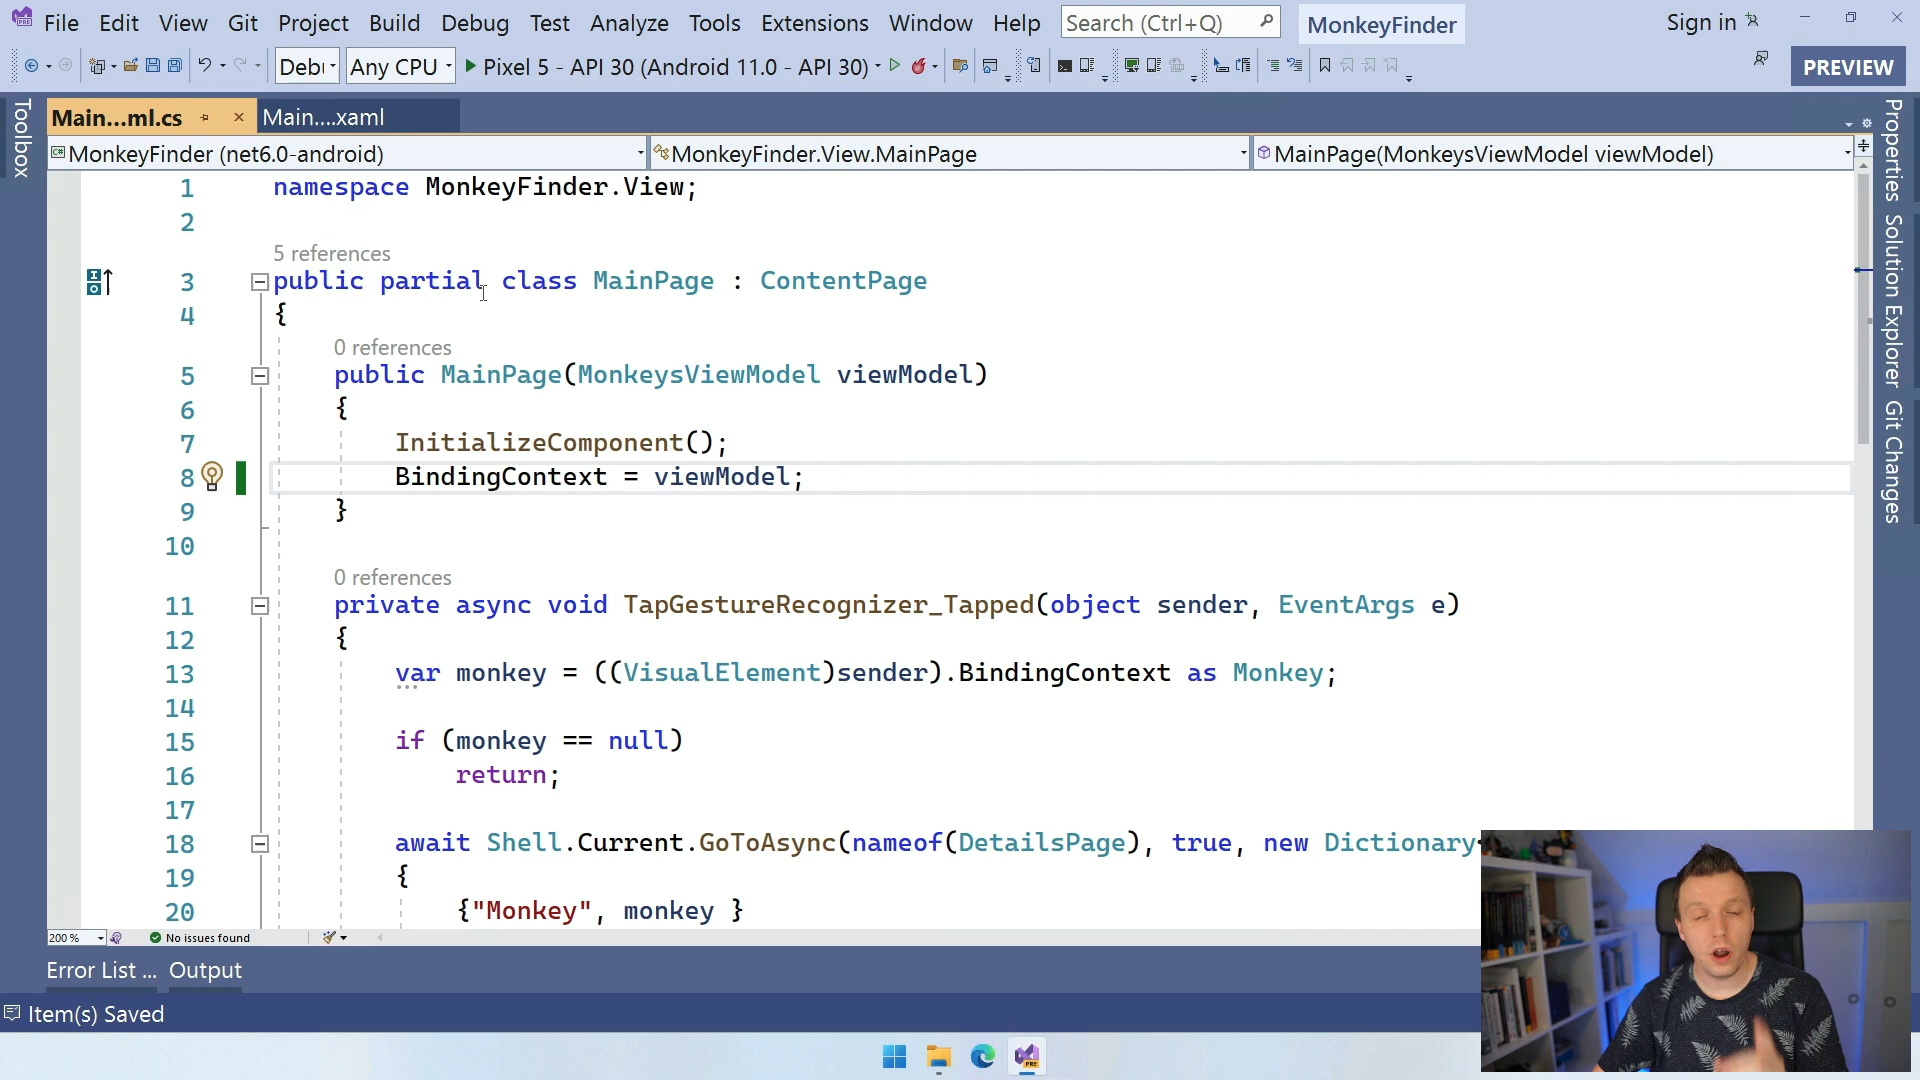 File Edit View Git Project Build Debug Test Analyze Tools Extensions Window Help Search (Ctrl+Q) MonkeyFinder Sign in
Debu Any CPU Pixel 5 - API 30 (Android 11.0 - API 30) PREVIEW
Toolbox
Main...ml.cs Main....xaml
MonkeyFinder (net6.0-android) MonkeyFinder.View.MainPage MainPage(MonkeysViewModel viewModel)
1 namespace MonkeyFinder.View;
2
5 references
3 public partial class MainPage : ContentPage
4 {
0 references
5 public MainPage(MonkeysViewModel viewModel)
6 {
7 InitializeComponent();
8 BindingContext = viewModel;
9 }
10
0 references
11 private async void TapGestureRecognizer_Tapped(object sender, EventArgs e)
12 {
13 var monkey = ((VisualElement)sender).BindingContext as Monkey;
14
15 if (monkey == null)
16 return;
17
18 await Shell.Current.GoToAsync(nameof(DetailsPage), true, new Dictionary<
19 {
20 {"Monkey", monkey }
200 % No issues found
Error List ... Output
Item(s) Saved
Properties
Solution Explorer
Git Changes